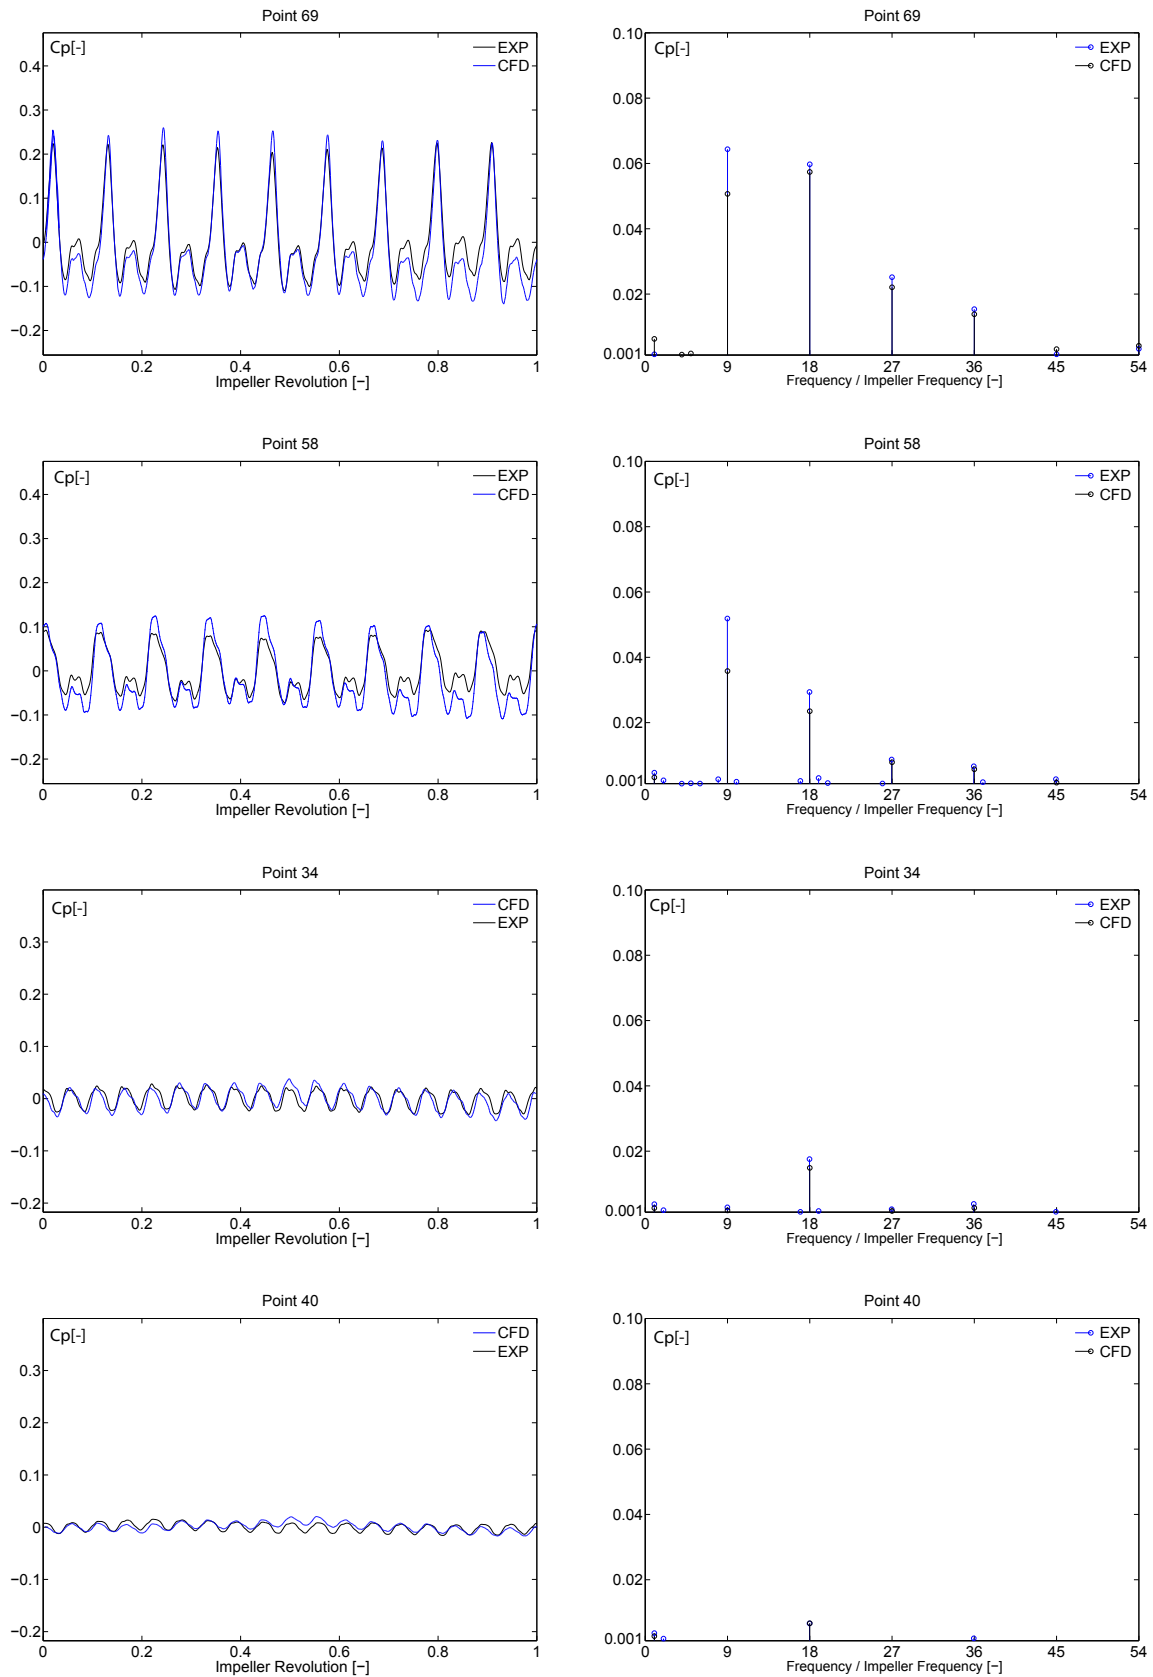 Point 69
Cp[-]
EXP
CFD
0.4
0.3
0.2
0.1
0
−0.1
−0.2
0 0.2 0.4 0.6 0.8 1
Impeller Revolution [−]
Point 69
0.10
Cp[-]
EXP
CFD
0.08
0.06
0.04
0.02
0.001
0 9 18 27 36 45 54
Frequency / Impeller Frequency [−]
Point 58
Cp[-]
EXP
CFD
0.4
0.3
0.2
0.1
0
−0.1
−0.2
0 0.2 0.4 0.6 0.8 1
Impeller Revolution [−]
Point 58
0.10
Cp[-]
EXP
CFD
0.08
0.06
0.04
0.02
0.001
0 9 18 27 36 45 54
Frequency / Impeller Frequency [−]
Point 34
Cp[-]
CFD
EXP
0.3
0.2
0.1
0
−0.1
−0.2
0 0.2 0.4 0.6 0.8 1
Impeller Revolution [−]
Point 34
0.10
Cp[-]
EXP
CFD
0.08
0.06
0.04
0.02
0.001
0 9 18 27 36 45 54
Frequency / Impeller Frequency [−]
Point 40
Cp[-]
CFD
EXP
0.3
0.2
0.1
0
−0.1
−0.2
0 0.2 0.4 0.6 0.8 1
Impeller Revolution [−]
Point 40
0.10
Cp[-]
EXP
CFD
0.08
0.06
0.04
0.02
0.001
0 9 18 27 36 45 54
Frequency / Impeller Frequency [−]